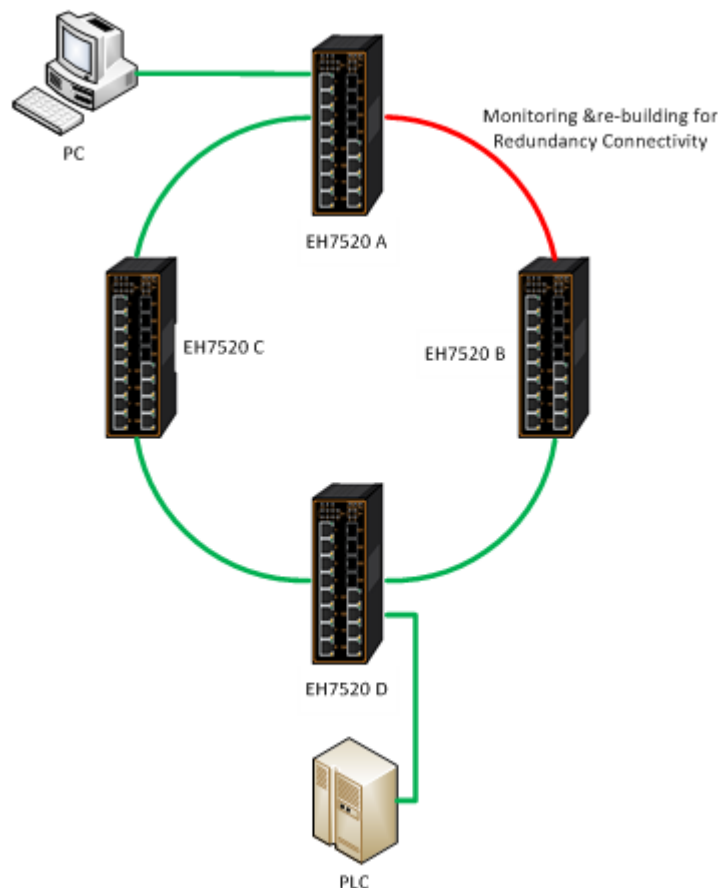 PC
Monitoring &re-building for
Redundancy Connectivity
EH7520 A
EH7520 C
EH7520 B
EH7520 D
PLC